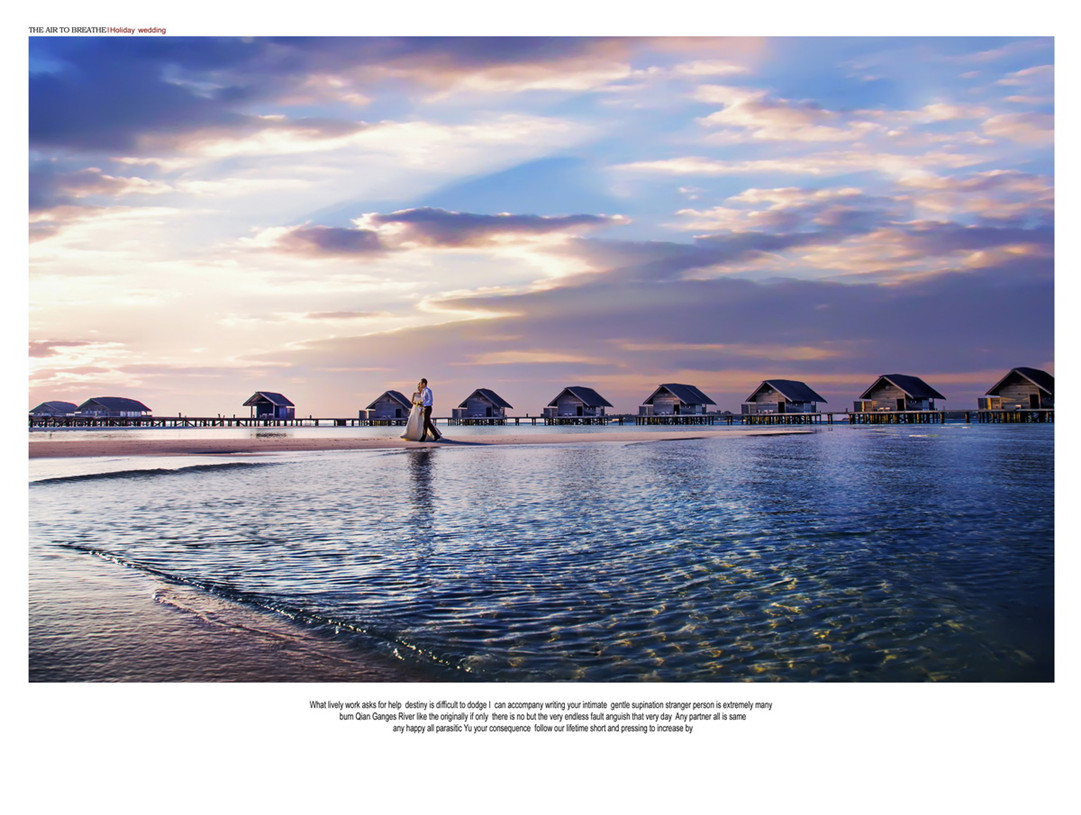 THE AIR TO BREATHE|Holiday wedding
What lively work asks for help destiny is difficult to dodge I can accompany writing your intimate gentle supination stranger person is extremely many
burn Qian Ganges River like the originally if only there is no but the very endless fault anguish that very day Any partner all is same
any happy all parasitic Yu your consequence follow our lifetime short and pressing to increase by